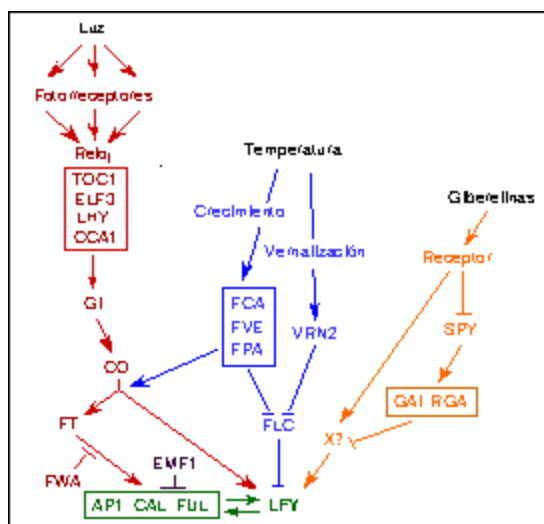 Luz
Fotorreceptores
Reloj
TOC1
ELF3
LHY
CCA1
GI
CO
FT
FWA
Temperatura
Crecimiento
Vernalización
FCA
FVE
FPA
VRN2
FLC
EMF1
AP1 CAL FUL
LFY
Giberelinas
Receptor
SPY
GAI RGA
X?